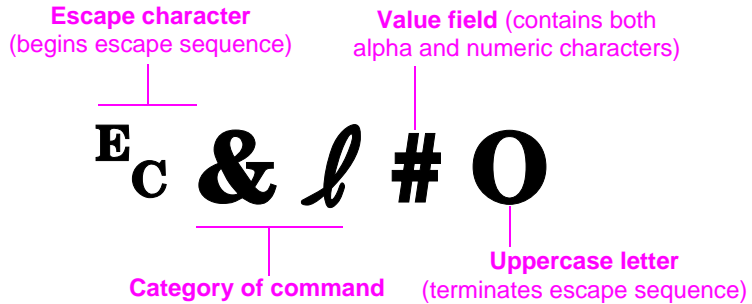 Escape character
(begins escape sequence)
Value field (contains both
alpha and numeric characters)
E C & ℓ # O
Category of command
Uppercase letter
(terminates escape sequence)